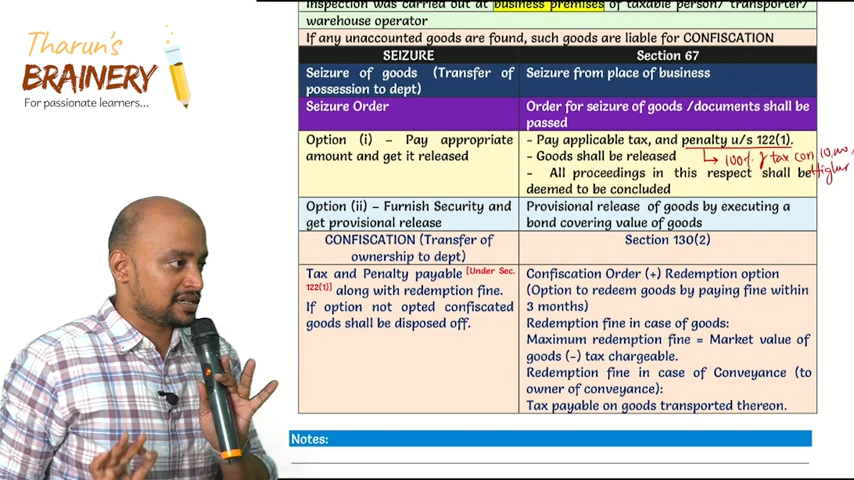 Tharun's
BRAINERY
For passionate learners...
inspection was carried out at business premises of taxable person/ transporter/
warehouse operator
If any unaccounted goods are found, such goods are liable for CONFISCATION
SEIZURE
Section 67
Seizure of goods (Transfer of
possession to dept)
Seizure from place of business
Seizure Order
Order for seizure of goods /documents shall be
passed
Option (i) – Pay appropriate
amount and get it released
- Pay applicable tax, and penalty u/s 122(1).
- Goods shall be released
- All proceedings in this respect shall be
deemed to be concluded
↳ 100% of tax (or) 10,000,
Higher
Option (ii) – Furnish Security and
get provisional release
Provisional release of goods by executing a
bond covering value of goods
CONFISCATION (Transfer of
ownership to dept)
Section 130(2)
Tax and Penalty payable [Under Sec.
122(1)] along with redemption fine.
If option not opted confiscated
goods shall be disposed off.
Confiscation Order (+) Redemption option
(Option to redeem goods by paying fine within
3 months)
Redemption fine in case of goods:
Maximum redemption fine = Market value of
goods (–) tax chargeable.
Redemption fine in case of Conveyance (to
owner of conveyance):
Tax payable on goods transported thereon.
Notes: